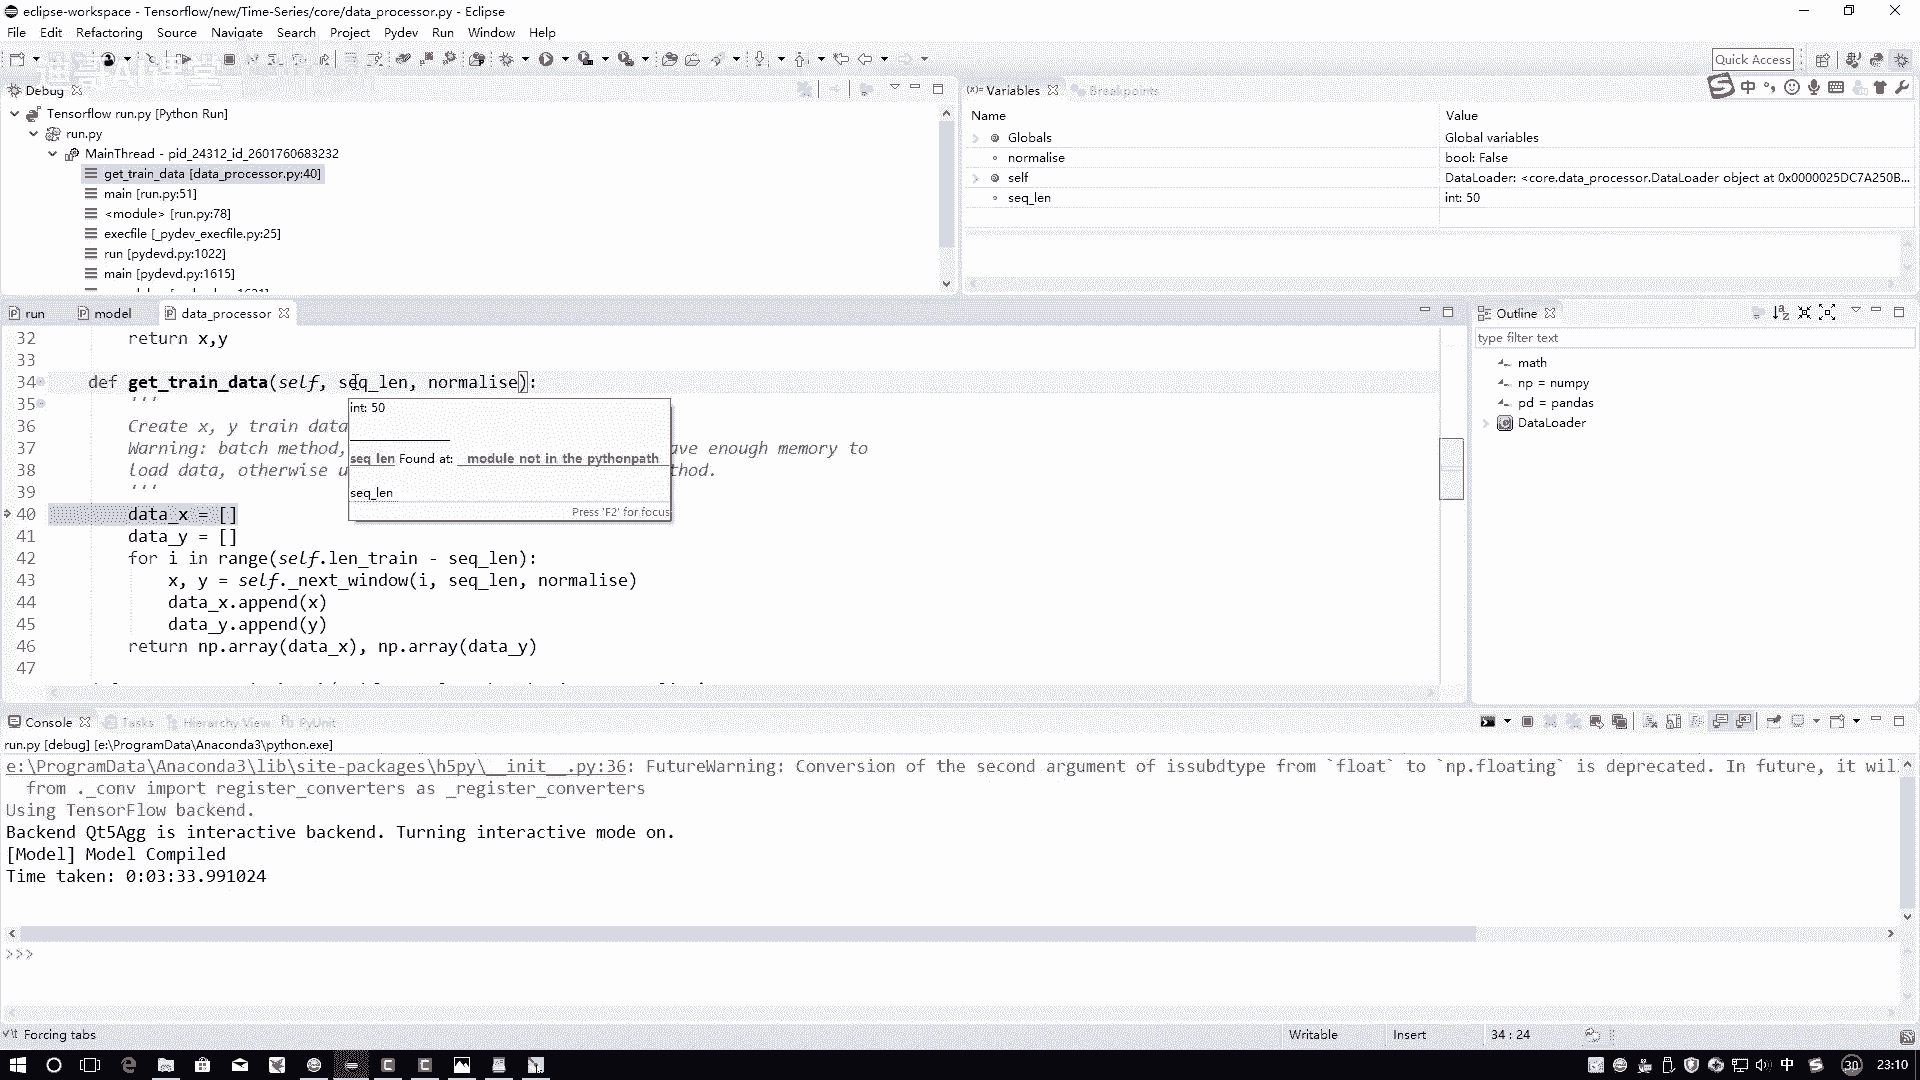 eclipse-workspace - Tensorflow/new/Time-Series/core/data_processor.py - Eclipse
File Edit Refactoring Source Navigate Search Project Pydev Run Window Help
Quick Access
Debug
Tensorflow run.py [Python Run]
run.py
MainThread - pid_24312_id_2601760683232
get_train_data [data_processor.py:40]
main [run.py:51]
<module> [run.py:78]
execfile [_pydev_execfile.py:25]
run [pydevd.py:1022]
main [pydevd.py:1615]
Variables Breakpoints
Name Value
Globals Global variables
normalise bool: False
self DataLoader: <core.data_processor.DataLoader object at 0x0000025DC7A250B...
seq_len int: 50
中
run model data_processor
32 return x,y
33
34 def get_train_data(self, seq_len, normalise):
35 '''
36 Create x, y train data
37 Warning: batch method, ave enough memory to
38 load data, otherwise u thod.
39 '''
40 data_x = []
41 data_y = []
42 for i in range(self.len_train - seq_len):
43 x, y = self._next_window(i, seq_len, normalise)
44 data_x.append(x)
45 data_y.append(y)
46 return np.array(data_x), np.array(data_y)
47
int: 50
seq_len Found at: _module_not_in_the_pythonpath_
seq_len
Press 'F2' for focus
Outline
type filter text
math
np = numpy
pd = pandas
DataLoader
Console Tasks Hierarchy View PyUnit
run.py [debug] [e:\ProgramData\Anaconda3\python.exe]
e:\ProgramData\Anaconda3\lib\site-packages\h5py\__init__.py:36: FutureWarning: Conversion of the second argument of issubdtype from `float` to `np.floating` is deprecated. In future, it wil
from ._conv import register_converters as _register_converters
Using TensorFlow backend.
Backend Qt5Agg is interactive backend. Turning interactive mode on.
[Model] Model Compiled
Time taken: 0:03:33.991024
>>>
Forcing tabs Writable Insert 34 : 24
中 30 23:10